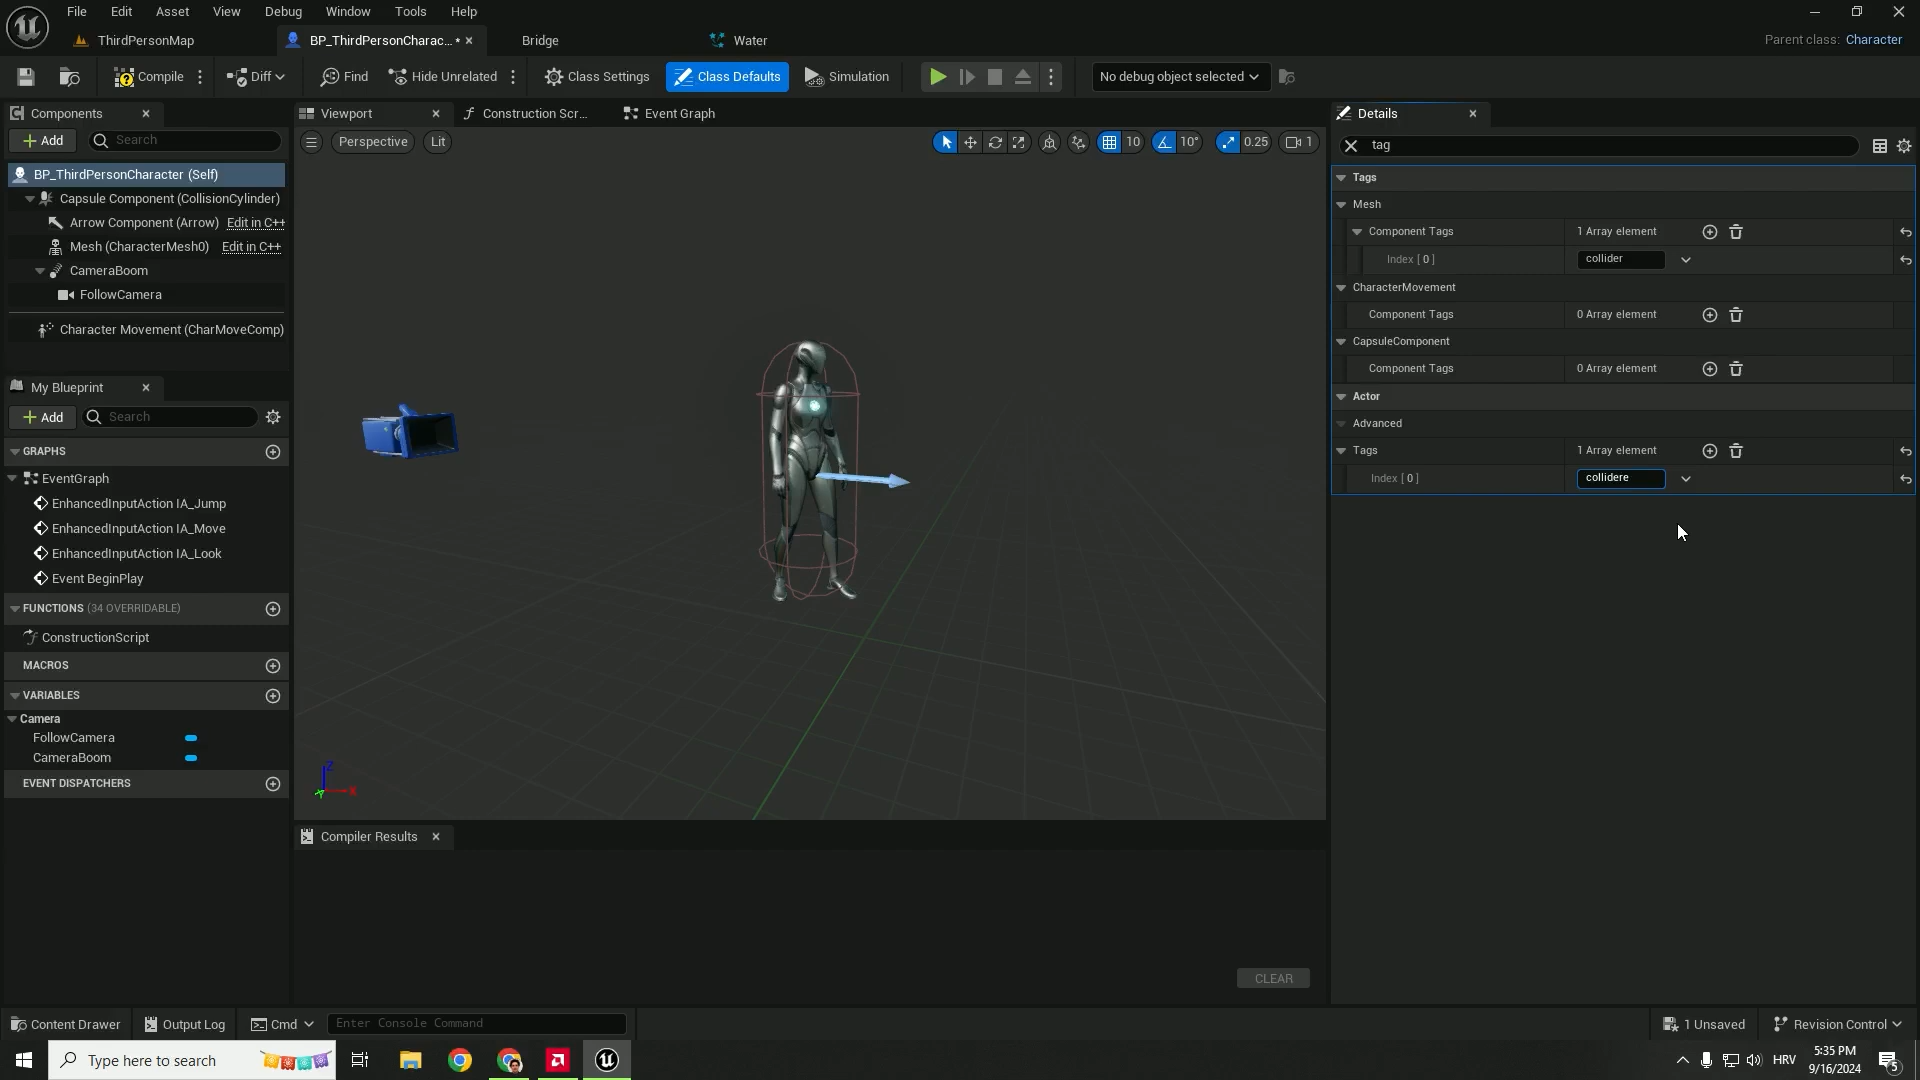 File Edit Asset View Debug Window Tools Help
ThirdPersonMap
BP_ThirdPersonCharac... •
Bridge
Water
Parent class: Character
Compile
Diff
Find
Hide Unrelated
Class Settings
Class Defaults
Simulation
No debug object selected
Components
Add
Search
BP_ThirdPersonCharacter (Self)
Capsule Component (CollisionCylinder)
Arrow Component (Arrow) Edit in C++
Mesh (CharacterMesh0) Edit in C++
CameraBoom
FollowCamera
Character Movement (CharMoveComp)
My Blueprint
Add
Search
GRAPHS
EventGraph
EnhancedInputAction IA_Jump
EnhancedInputAction IA_Move
EnhancedInputAction IA_Look
Event BeginPlay
FUNCTIONS (34 OVERRIDABLE)
ConstructionScript
MACROS
VARIABLES
Camera
FollowCamera
CameraBoom
EVENT DISPATCHERS
Viewport
Construction Scr...
Event Graph
Perspective
Lit
10
10°
0.25
1
Z
X
Y
Compiler Results
CLEAR
Details
tag
Tags
Mesh
Component Tags 1 Array element
Index [ 0 ] collider
CharacterMovement
Component Tags 0 Array element
CapsuleComponent
Component Tags 0 Array element
Actor
Advanced
Tags 1 Array element
Index [ 0 ] collidere
Content Drawer
Output Log
Cmd
Enter Console Command
1 Unsaved
Revision Control
Type here to search
HRV
5:35 PM
9/16/2024
5